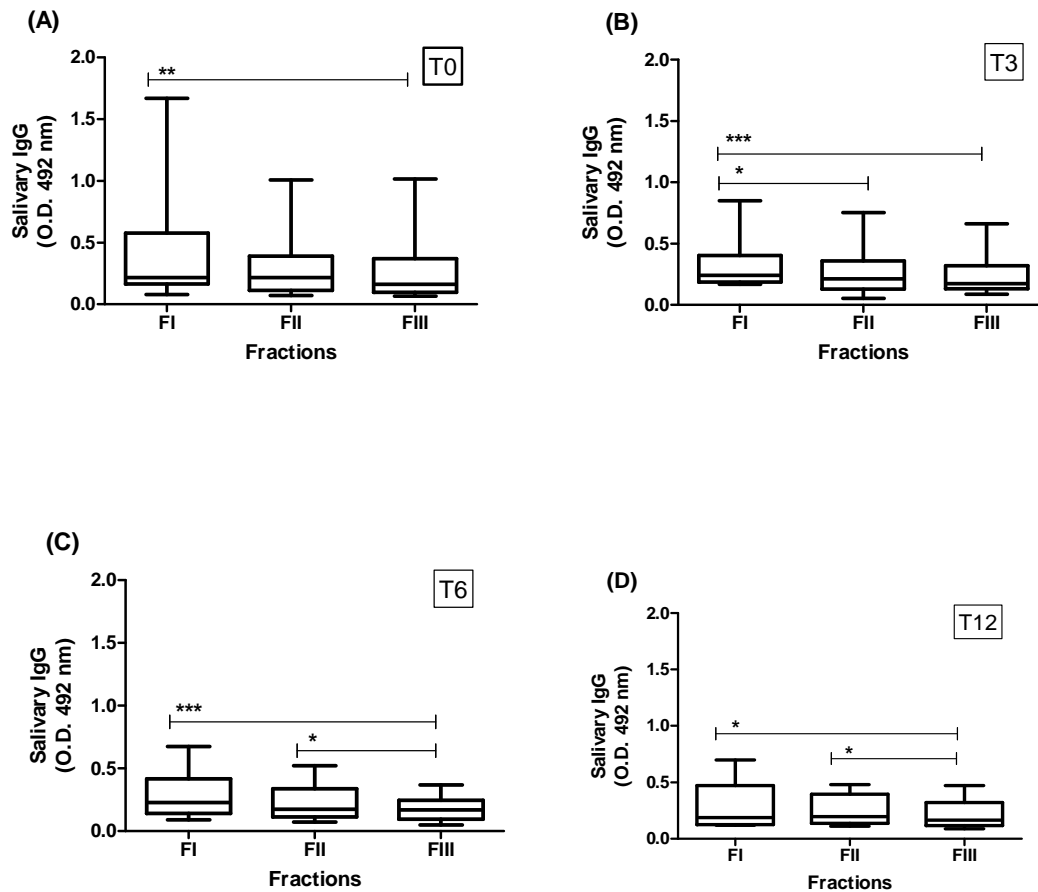 (A)
T0
**
2.0
1.5
1.0
0.5
0.0
Salivary IgG
(O.D. 492 nm)
FI FII FIII
Fractions
(B)
T3
***
*
2.0
1.5
1.0
0.5
0.0
Salivary IgG
(O.D. 492 nm)
FI FII FIII
Fractions
(C)
T6
***
*
2.0
1.5
1.0
0.5
0.0
Salivary IgG
(O.D. 492 nm)
FI FII FIII
Fractions
(D)
T12
*
*
2.0
1.5
1.0
0.5
0.0
Salivary IgG
(O.D. 492 nm)
FI FII FIII
Fractions